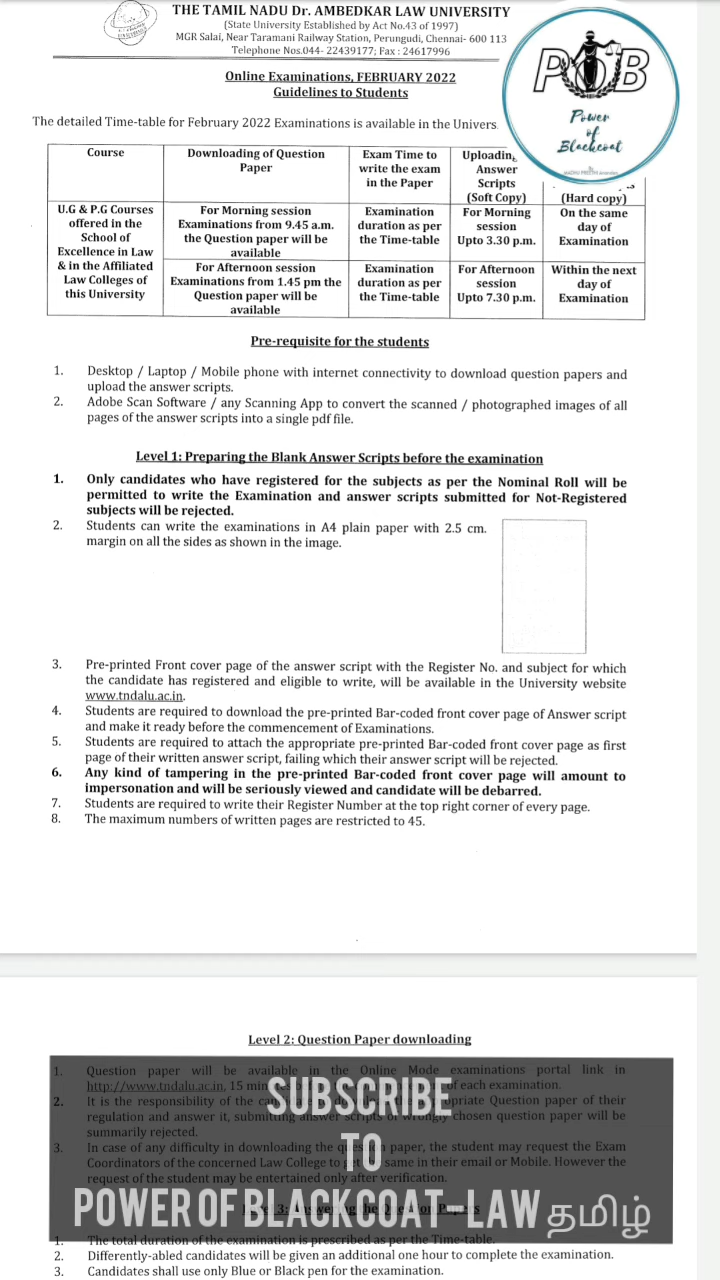 THE TAMIL NADU Dr. AMBEDKAR LAW UNIVERSITY
(State University Established by Act No.43 of 1997)
MGR Salai, Near Taramani Railway Station, Perungudi, Chennai- 600 113
Telephone Nos.044- 22439177; Fax : 24617996
POB
Power
of
Blackcoat
Online Examinations, FEBRUARY 2022
Guidelines to Students
The detailed Time-table for February 2022 Examinations is available in the Univers
Course
Downloading of Question
Paper
Exam Time to
write the exam
in the Paper
Uploading
Answer
Scripts
(Soft Copy)
(Hard copy)
U.G & P.G Courses
offered in the
School of
Excellence in Law
& in the Affiliated
Law Colleges of
this University
For Morning session
Examinations from 9.45 a.m.
the Question paper will be
available
Examination
duration as per
the Time-table
For Morning
session
Upto 3.30 p.m.
On the same
day of
Examination
For Afternoon session
Examinations from 1.45 pm the
Question paper will be
available
Examination
duration as per
the Time-table
For Afternoon
session
Upto 7.30 p.m.
Within the next
day of
Examination
Pre-requisite for the students
1. Desktop / Laptop / Mobile phone with internet connectivity to download question papers and
upload the answer scripts.
2. Adobe Scan Software / any Scanning App to convert the scanned / photographed images of all
pages of the answer scripts into a single pdf file.
Level 1: Preparing the Blank Answer Scripts before the examination
1. Only candidates who have registered for the subjects as per the Nominal Roll will be
permitted to write the Examination and answer scripts submitted for Not-Registered
subjects will be rejected.
2. Students can write the examinations in A4 plain paper with 2.5 cm.
margin on all the sides as shown in the image.
3. Pre-printed Front cover page of the answer script with the Register No. and subject for which
the candidate has registered and eligible to write, will be available in the University website
www.tndalu.ac.in.
4. Students are required to download the pre-printed Bar-coded front cover page of Answer script
and make it ready before the commencement of Examinations.
5. Students are required to attach the appropriate pre-printed Bar-coded front cover page as first
page of their written answer script, failing which their answer script will be rejected.
6. Any kind of tampering in the pre-printed Bar-coded front cover page will amount to
impersonation and will be seriously viewed and candidate will be debarred.
7. Students are required to write their Register Number at the top right corner of every page.
8. The maximum numbers of written pages are restricted to 45.
Level 2: Question Paper downloading
1. Question paper will be available in the Online Mode examinations portal link in
http://www.tndalu.ac.in, 15 min of each examination.
2. It is the responsibility of the Question paper of their
regulation and answer it, submitting answer scripts of wrongly chosen question paper will be
summarily rejected.
3. In case of any difficulty in downloading the question paper, the student may request the Exam
Coordinators of the concerned Law College to get the same in their email or Mobile. However the
request of the student may be entertained only after verification.
SUBSCRIBE
TO
POWER OF BLACKCOAT - LAW தமிழ்
1. The total duration of the examination is prescribed as per the Time-table.
2. Differently-abled candidates will be given an additional one hour to complete the examination.
3. Candidates shall use only Blue or Black pen for the examination.